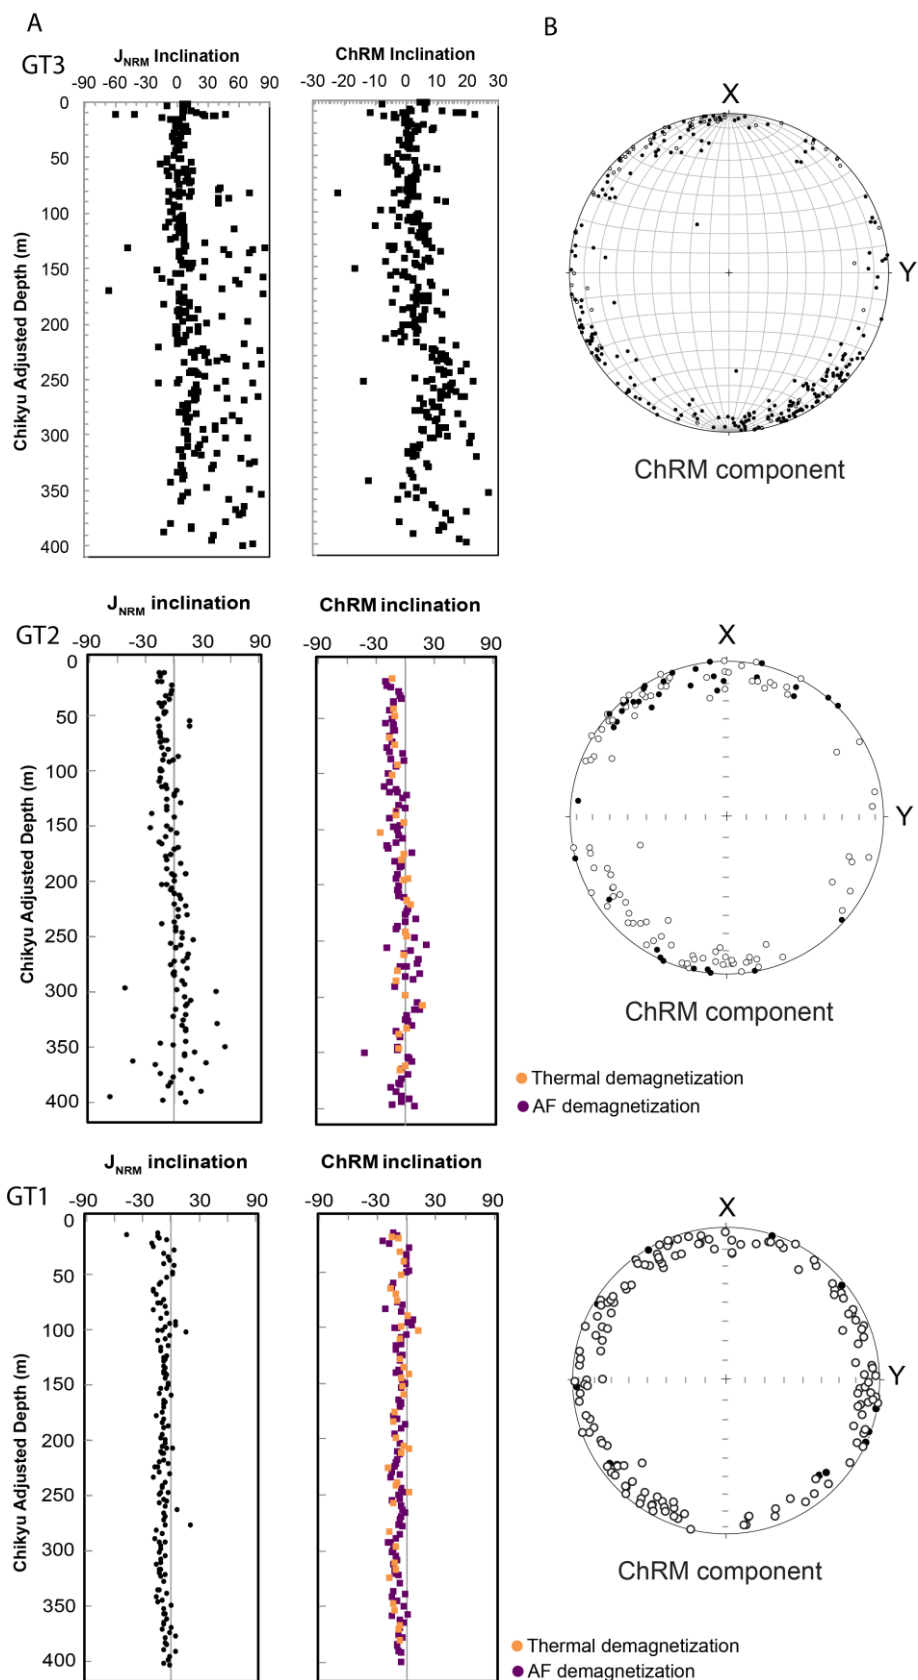 A
B
GT3
J_NRM Inclination
ChRM Inclination
-90 -30 0 30 60 90
-30 -20 -10 0 10 20 30
X
Y
Chikyu Adjusted Depth (m)
0
50
100
150
200
250
300
350
400
ChRM component
GT2
J_NRM inclination
ChRM inclination
-90 -30 30 90
-90 -30 30 90
X
Y
Chikyu Adjusted Depth (m)
0
50
100
150
200
250
300
350
400
ChRM component
Thermal demagnetization
AF demagnetization
GT1
J_NRM inclination
ChRM inclination
-90 -30 30 90
-90 -30 30 90
X
Y
Chikyu Adjusted Depth (m)
0
50
100
150
200
250
300
350
400
ChRM component
Thermal demagnetization
AF demagnetization